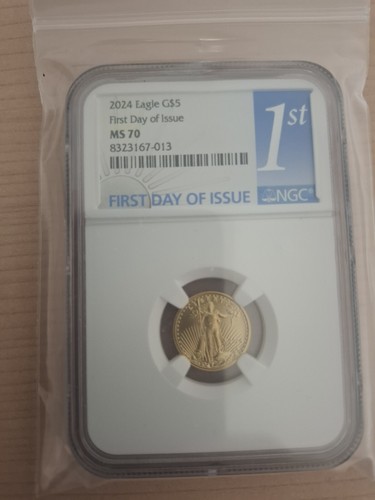 2024 Eagle G$5
First Day of Issue
MS 70
8323167-013
1st
FIRST DAY OF ISSUE
NGC®